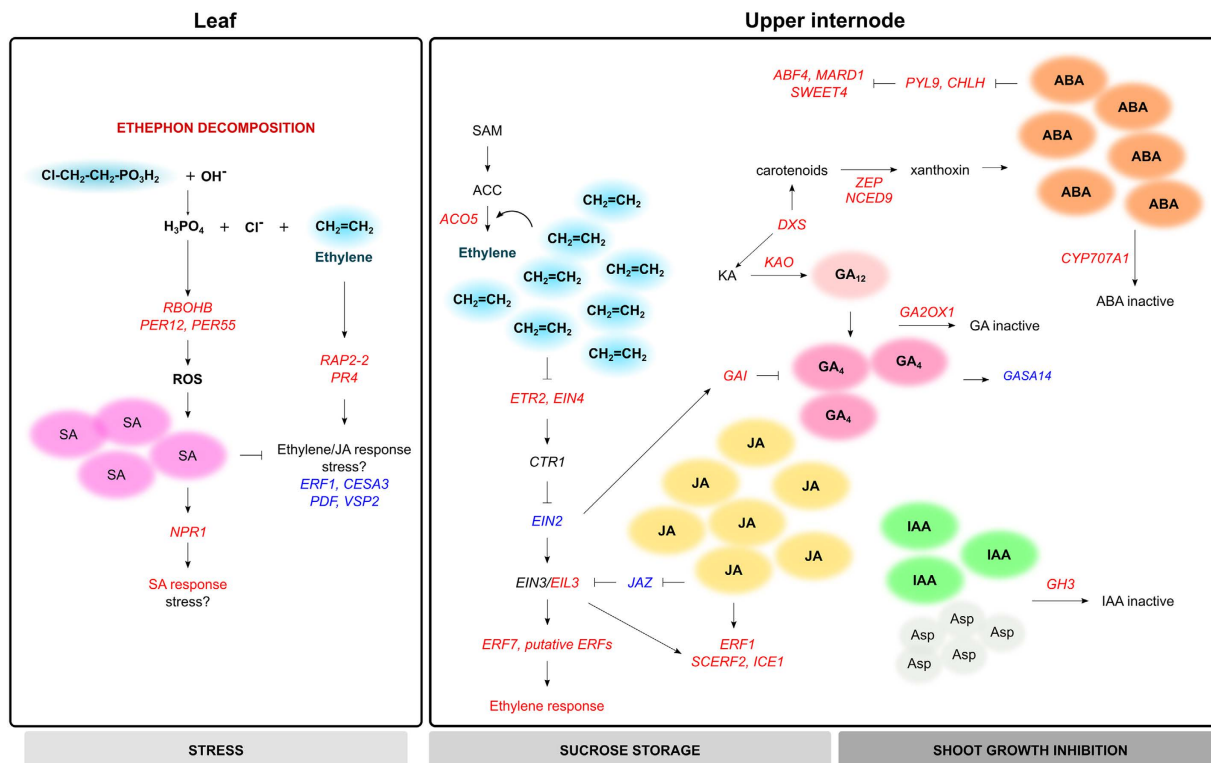 Leaf
ETHEPHON DECOMPOSITION
Cl-CH₂-CH₂-PO₃H₂ + OH⁻
H₃PO₄ + Cl⁻ + CH₂=CH₂
Ethylene
RBOHB
PER12, PER55
ROS
RAP2-2
PR4
SA
SA
SA
SA
Ethylene/JA response
stress?
ERF1, CESA3
PDF, VSP2
NPR1
SA response
stress?
STRESS
Upper internode
SAM
ACC
ACO5
Ethylene
CH₂=CH₂
CH₂=CH₂
CH₂=CH₂
CH₂=CH₂
CH₂=CH₂
CH₂=CH₂
CH₂=CH₂
CH₂=CH₂
ETR2, EIN4
CTR1
EIN2
EIN3/EIL3
JAZ
ERF7, putative ERFs
Ethylene response
ERF1
SCERF2, ICE1
JA
JA
JA
JA
JA
JA
JA
ABF4, MARD1
SWEET4
PYL9, CHLH
ABA
ABA
ABA
ABA
ABA
ABA
carotenoids
ZEP
NCED9
xanthoxin
DXS
KA
KAO
GA₁₂
CYP707A1
ABA inactive
GA2OX1
GA inactive
GAI
GA₄
GA₄
GA₄
GASA14
IAA
IAA
IAA
GH3
IAA inactive
Asp
Asp
Asp
Asp
Asp
SUCROSE STORAGE
SHOOT GROWTH INHIBITION